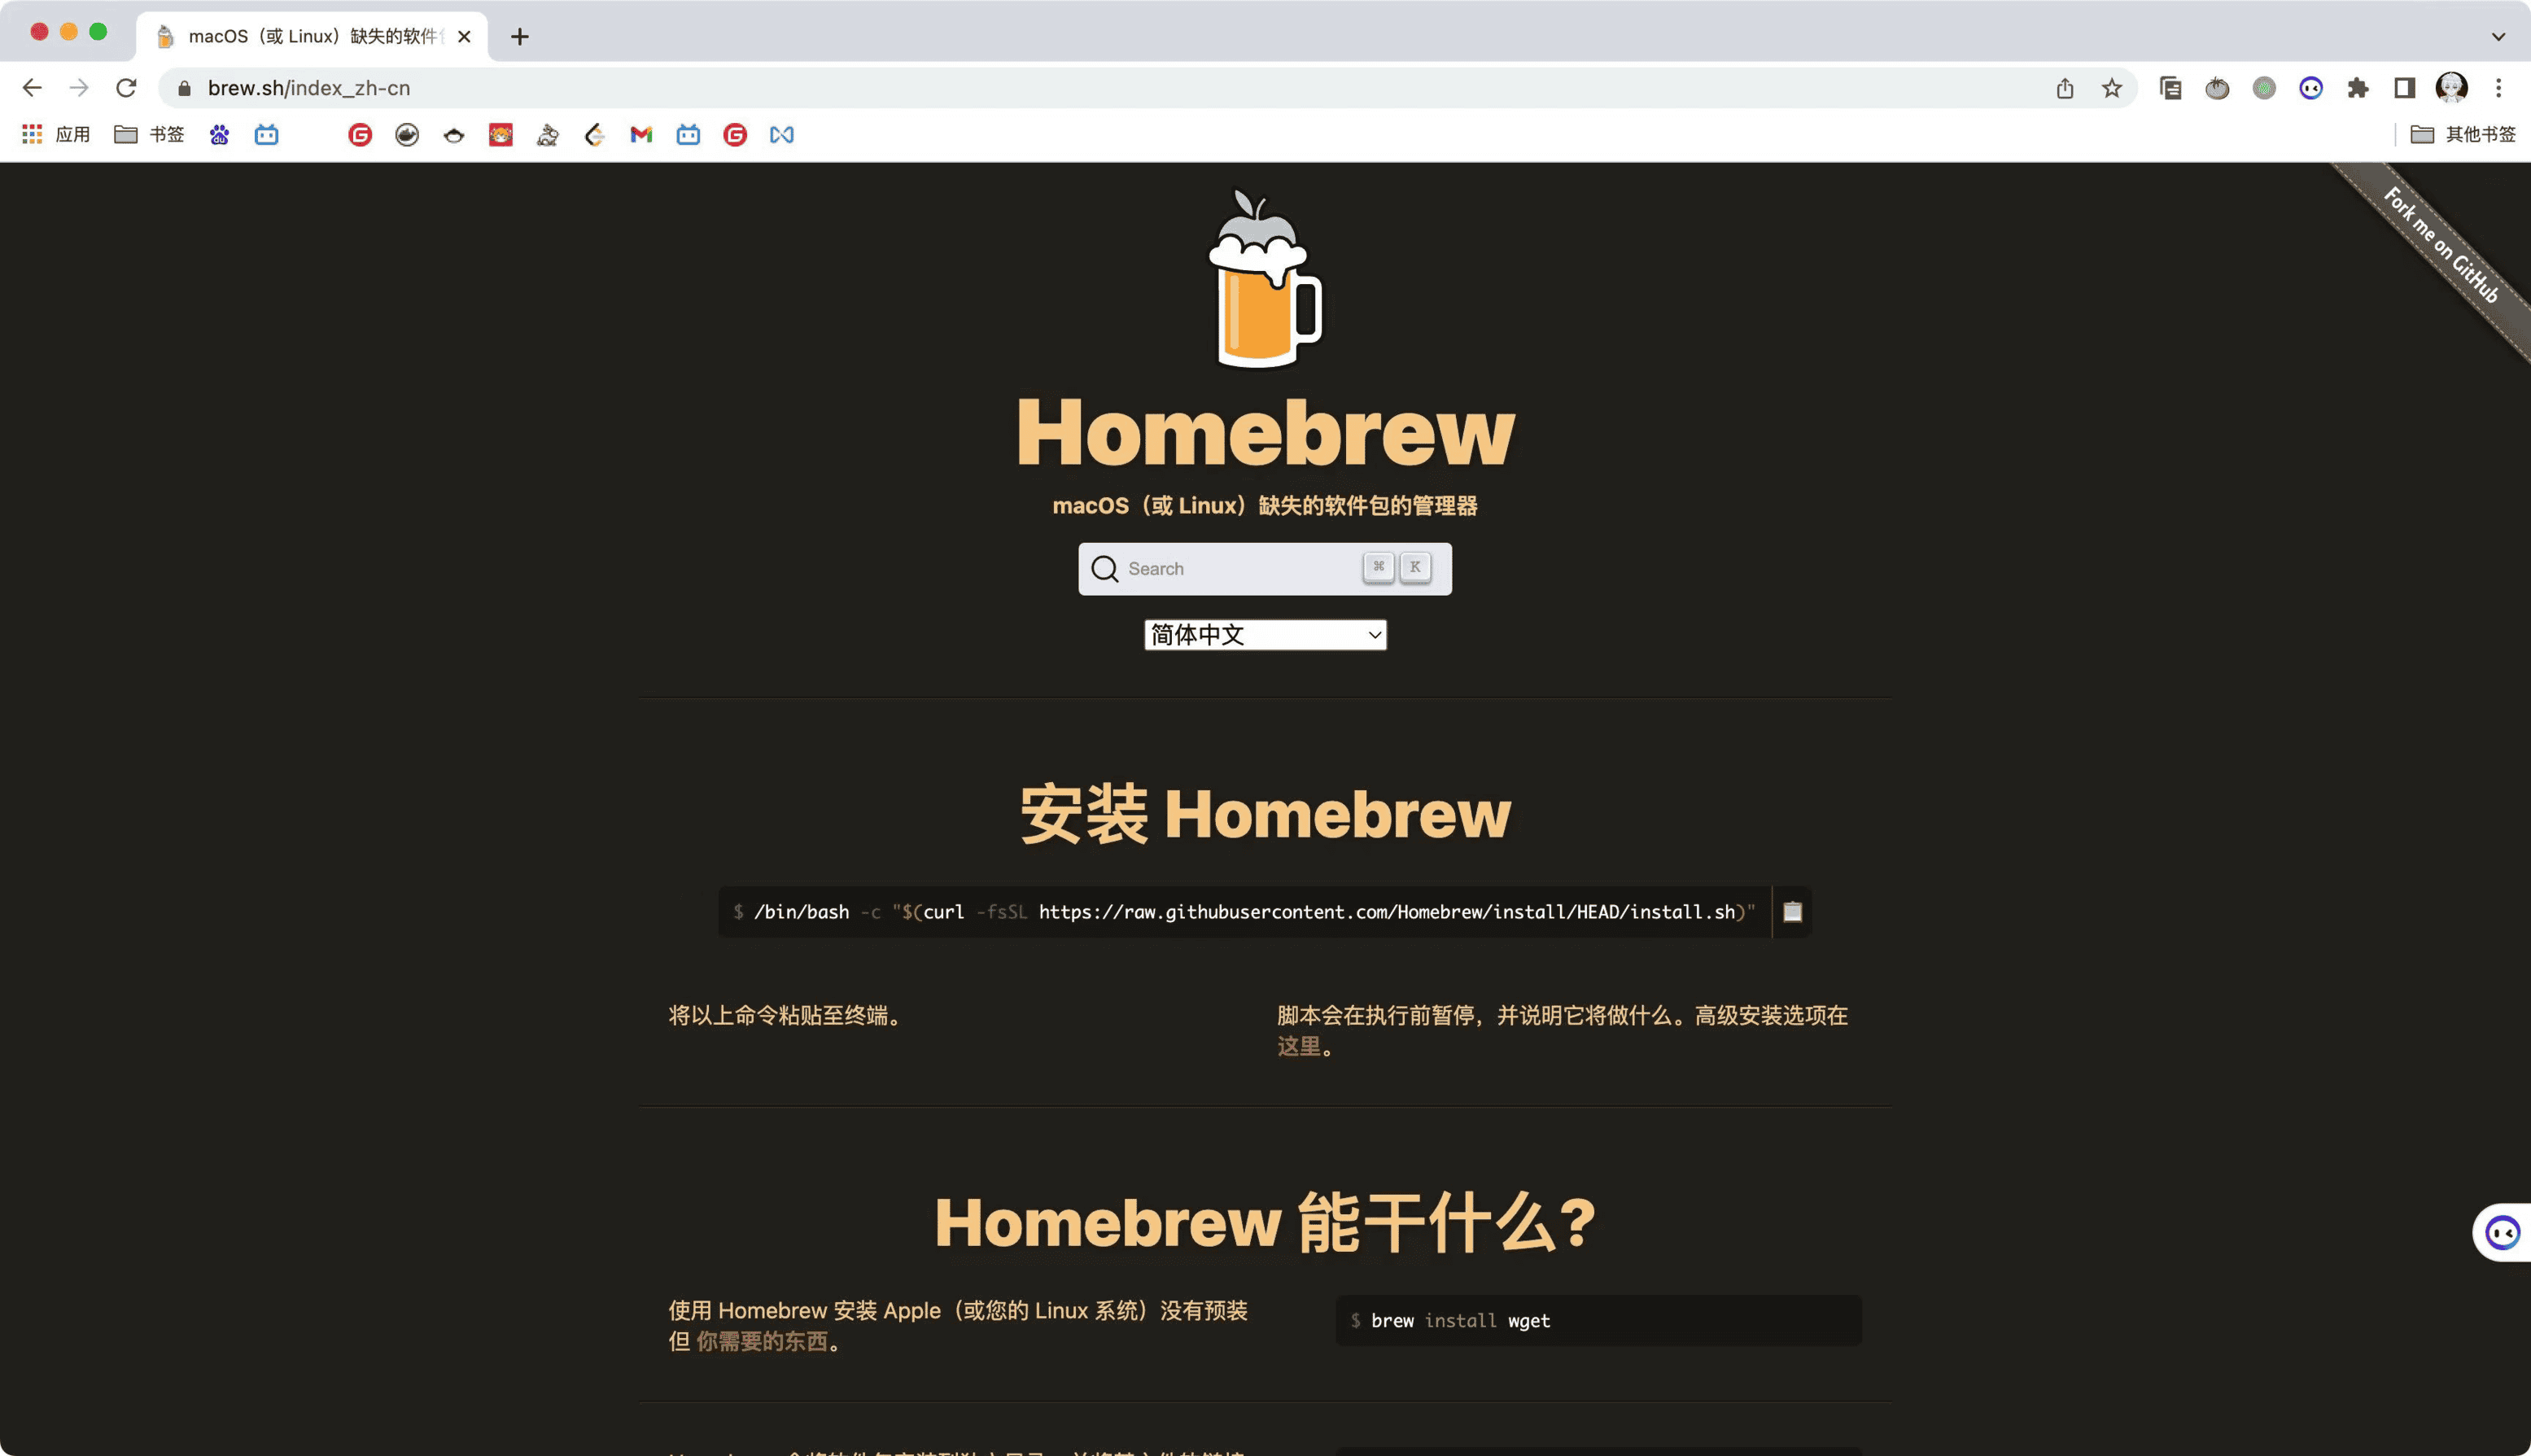 macOS（或 Linux）缺失的软件
brew.sh/index_zh-cn
应用
书签
其他书签
Fork me on GitHub
Homebrew
macOS（或 Linux）缺失的软件包的管理器
Search ⌘ K
简体中文
安装 Homebrew
$ /bin/bash -c "$(curl -fsSL https://raw.githubusercontent.com/Homebrew/install/HEAD/install.sh)"
将以上命令粘贴至终端。
脚本会在执行前暂停，并说明它将做什么。高级安装选项在
这里。
Homebrew 能干什么?
使用 Homebrew 安装 Apple（或您的 Linux 系统）没有预装
但 你需要的东西。
$ brew install wget